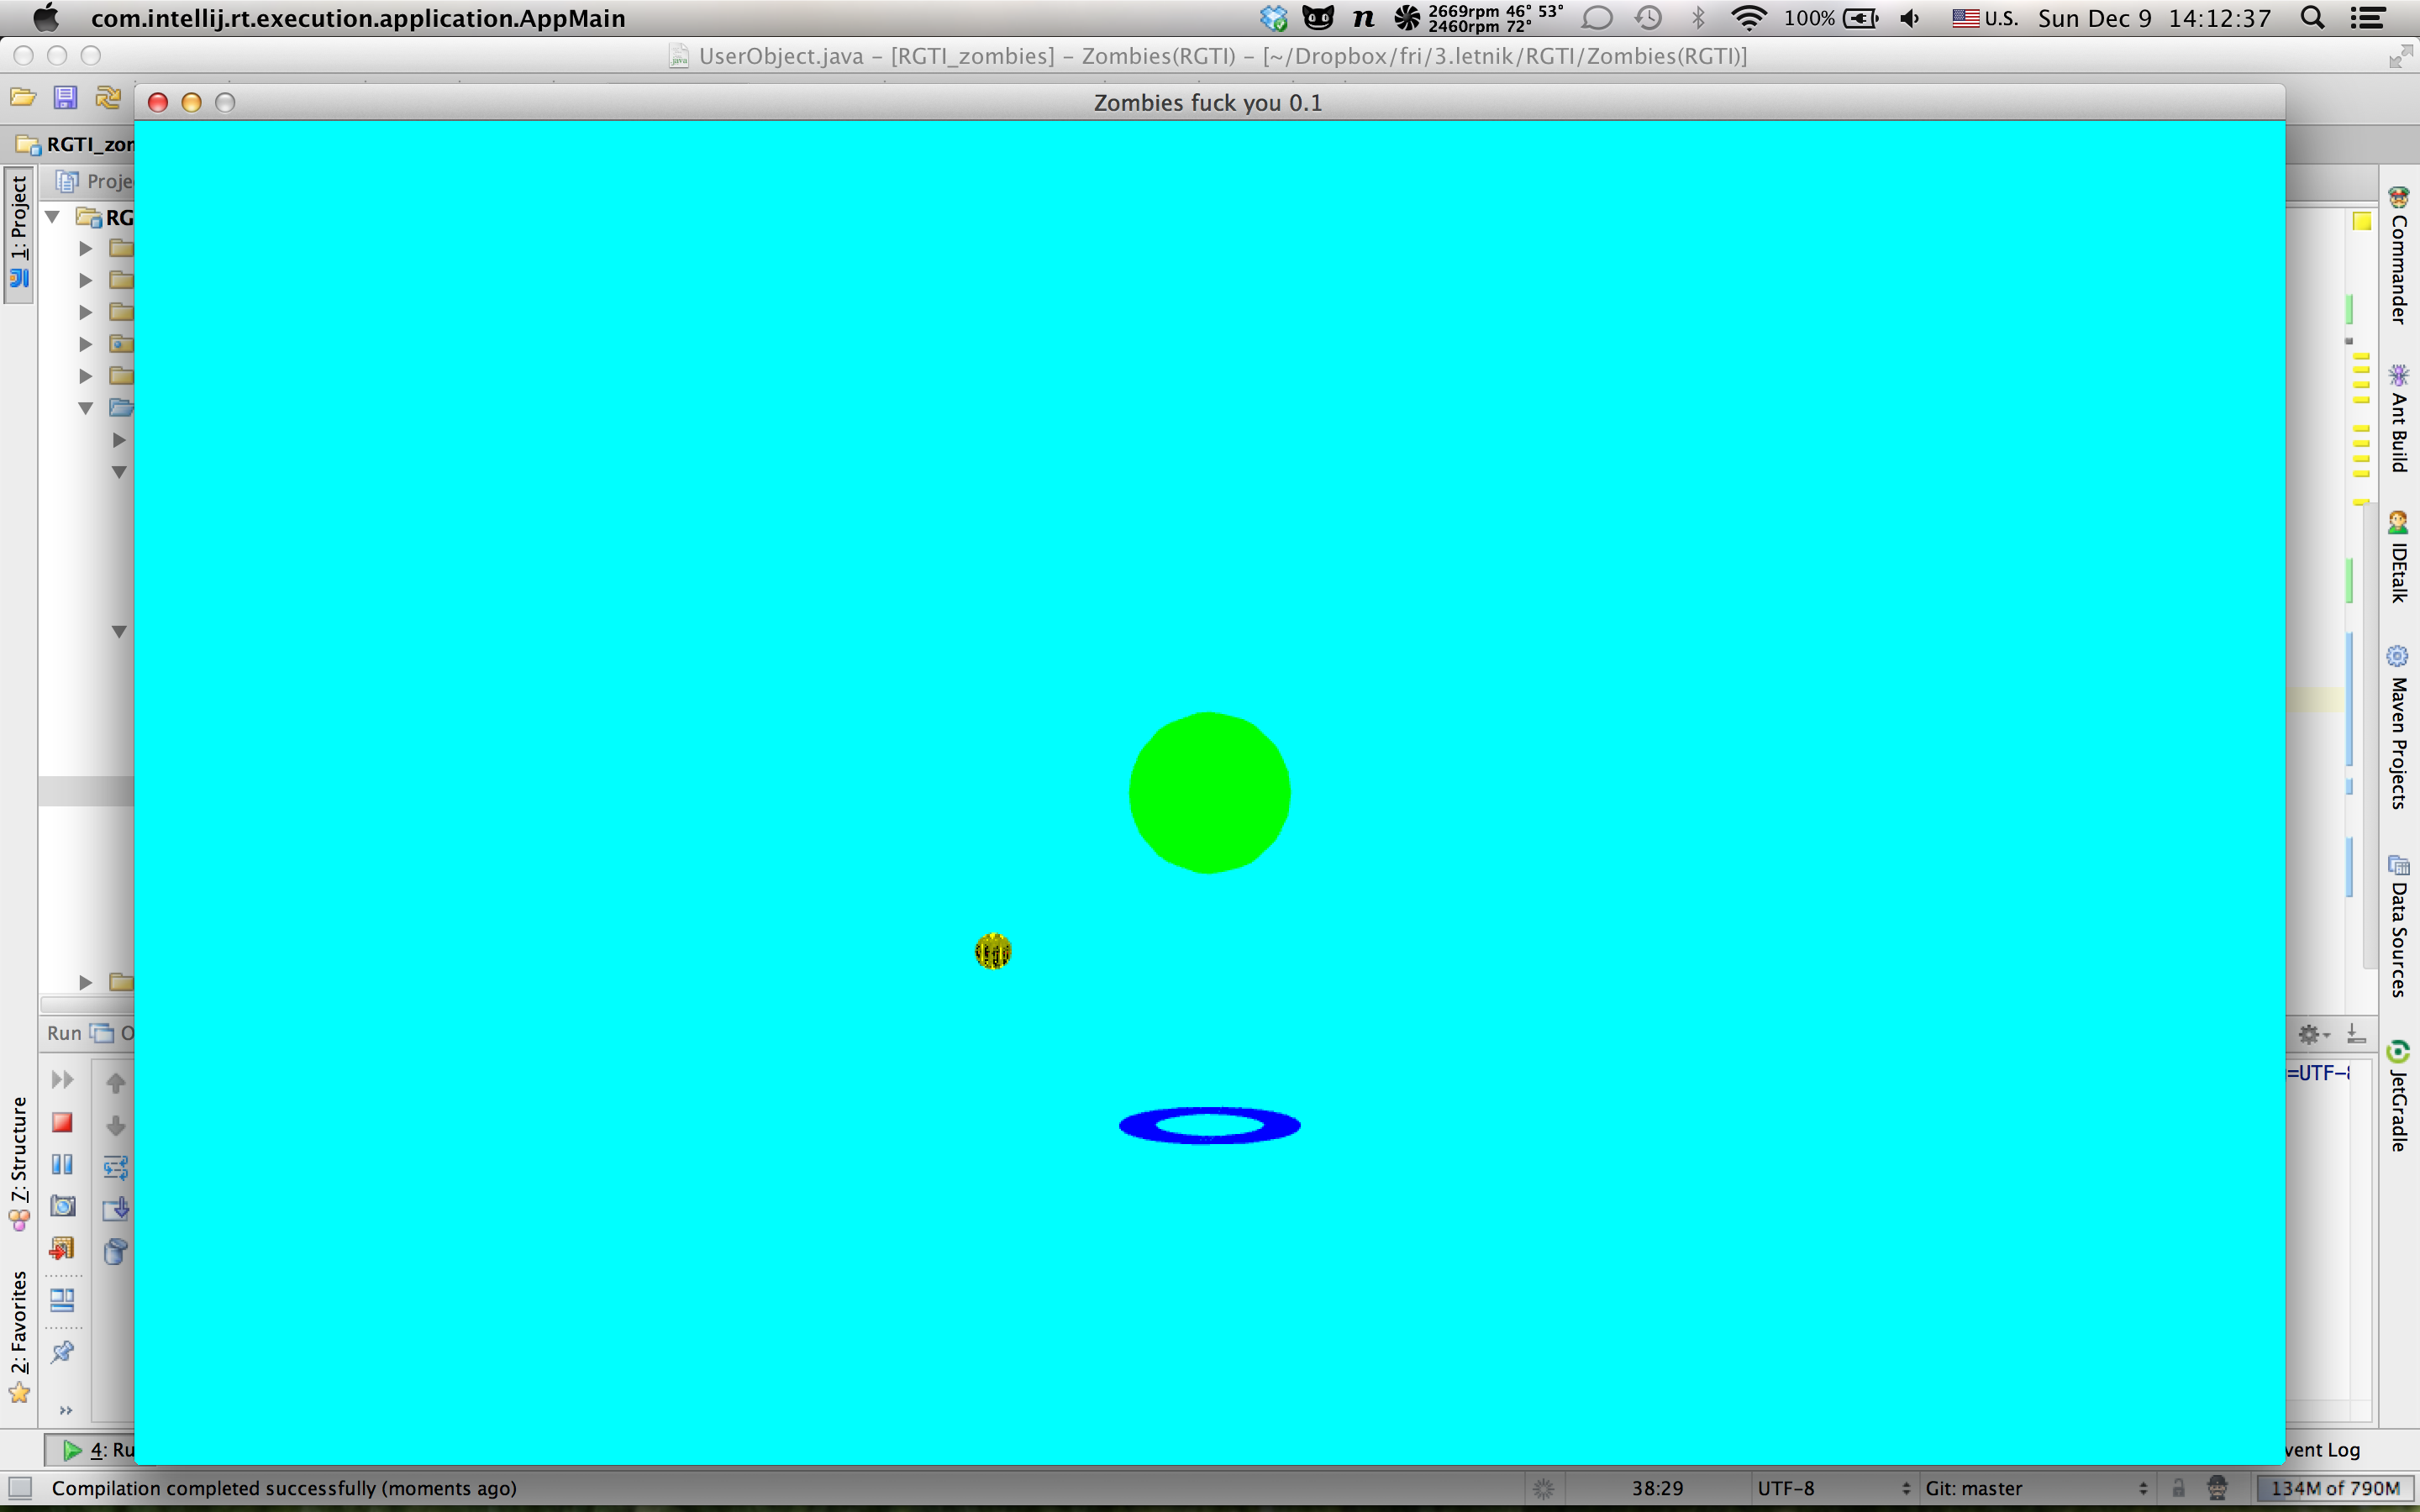 com.intellij.rt.execution.application.AppMain
n
2669rpm 46° 53°
2460rpm 72°
100%
U.S.
Sun Dec 9 14:12:37
UserObject.java – [RGTI_zombies] – Zombies(RGTI) – [~/Dropbox/fri/3.letnik/RGTI/Zombies(RGTI)]
Zombies fuck you 0.1
RGTI_zor
1: Project
Proje
RG
Commander
Ant Build
IDEtalk
Maven Projects
Data Sources
JetGradle
Run
O
=UTF-8
7: Structure
2: Favorites
4: Ru
vent Log
Compilation completed successfully (moments ago)
38:29
UTF-8
Git: master
134M of 790M